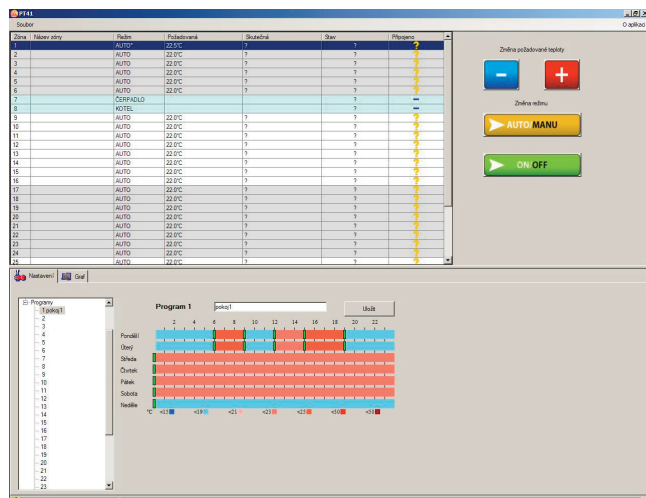 PT41
Soubor
O aplikaci
Zóna Název zóny Režim Požadovaná Skutečná Stav Připojeno
1 AUTO* 22.5°C ? ? ?
2 AUTO 22.0°C ? ? ?
3 AUTO 22.0°C ? ? ?
4 AUTO 22.0°C ? ? ?
5 AUTO 22.0°C ? ? ?
6 AUTO 22.0°C ? ? ?
7 ČERPADLO ? –
8 KOTEL ? –
9 AUTO 22.0°C ? ? ?
10 AUTO 22.0°C ? ? ?
11 AUTO 22.0°C ? ? ?
12 AUTO 22.0°C ? ? ?
13 AUTO 22.0°C ? ? ?
14 AUTO 22.0°C ? ? ?
15 AUTO 22.0°C ? ? ?
16 AUTO 22.0°C ? ? ?
17 AUTO 22.0°C ? ? ?
18 AUTO 22.0°C ? ? ?
19 AUTO 22.0°C ? ? ?
20 AUTO 22.0°C ? ? ?
21 AUTO 22.0°C ? ? ?
22 AUTO 22.0°C ? ? ?
23 AUTO 22.0°C ? ? ?
24 AUTO 22.0°C ? ? ?
25 AUTO 22.0°C ? ? ?
Změna požadované teploty
– +
Změna režimu
AUTO/MANU
ON/OFF
Nastavení Graf
Programy
1 pokoj1
2
3
4
5
6
7
8
9
10
11
12
13
14
15
16
17
18
19
20
21
22
23
Program 1 pokoj1 Uložit
2 4 6 8 10 12 14 16 18 20 22
Pondělí
Úterý
Středa
Čtvrtek
Pátek
Sobota
Neděle
°C <13 <19 <21 <23 <25 <30 <50